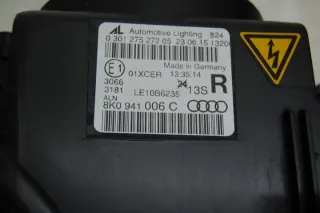 AL Automotive Lighting 824
0 301 275 272 05 23.06.15 1320
Made in Germany
E1 01XCER 13:35:14
3066
3181 LE10B6235 13S R
ALN
8K0 941 006 C